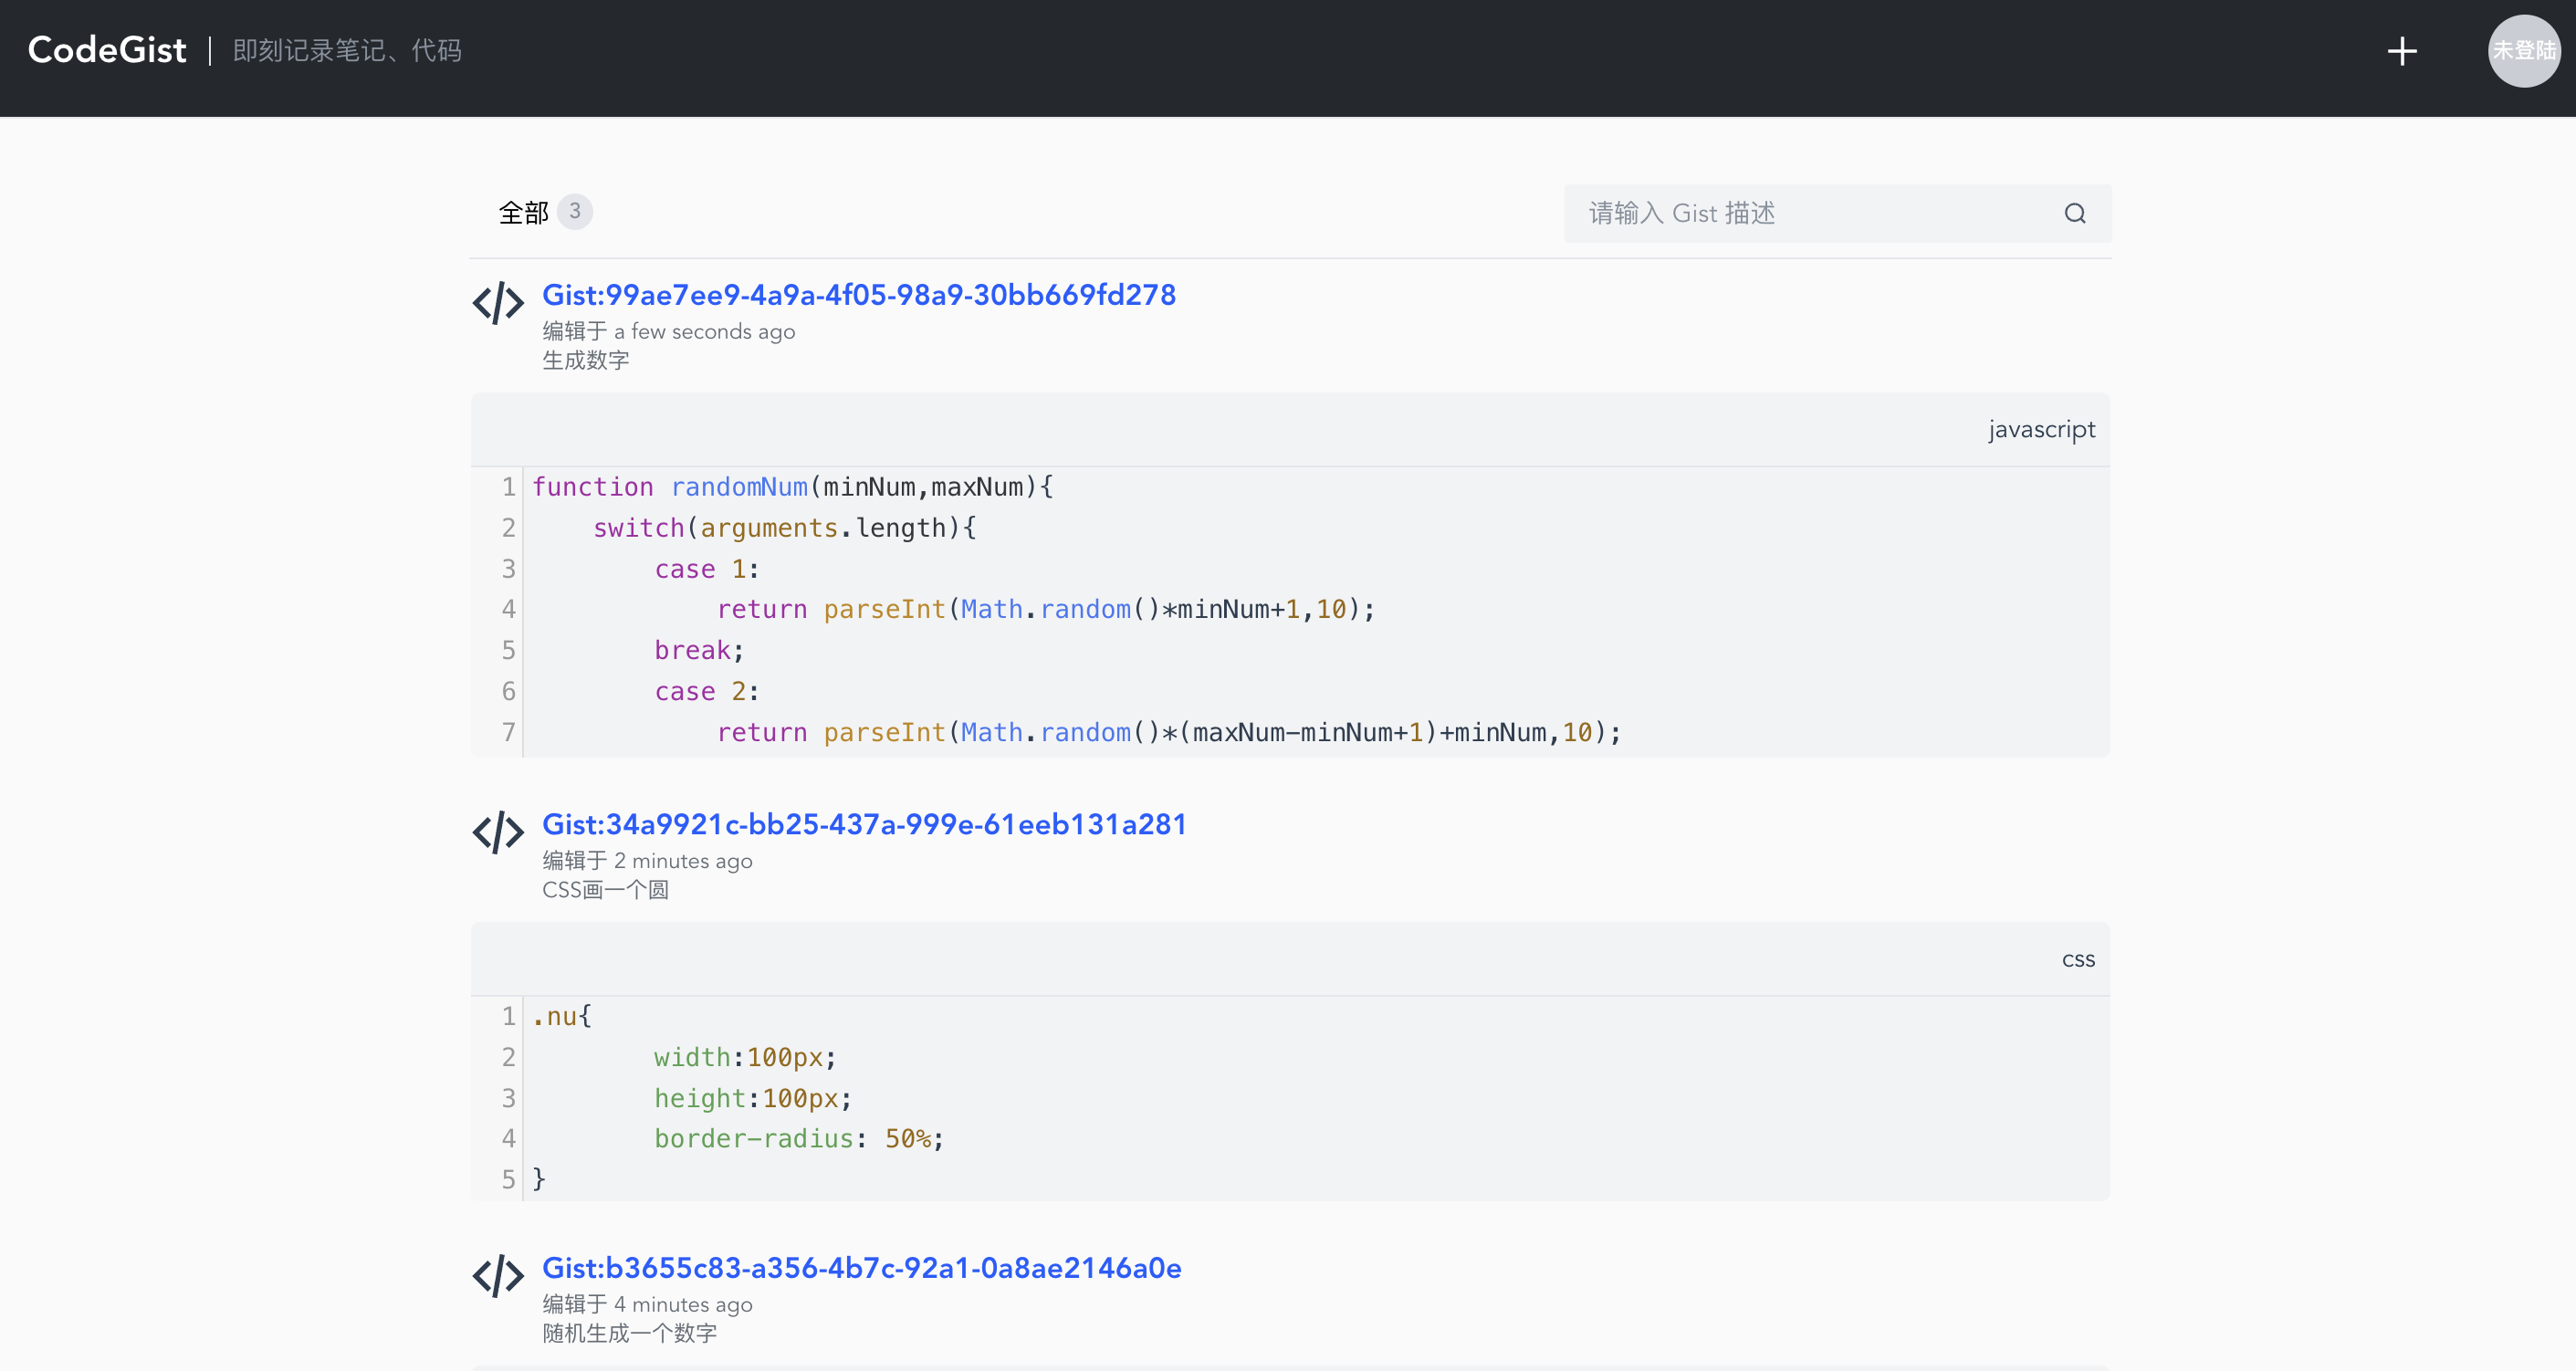 CodeGist | 即刻记录笔记、代码
+ 未登陆
全部 3
请输入 Gist 描述
Gist:99ae7ee9-4a9a-4f05-98a9-30bb669fd278
编辑于 a few seconds ago
生成数字
javascript
1 function randomNum(minNum,maxNum){
2     switch(arguments.length){
3         case 1:
4             return parseInt(Math.random()*minNum+1,10);
5         break;
6         case 2:
7             return parseInt(Math.random()*(maxNum-minNum+1)+minNum,10);
Gist:34a9921c-bb25-437a-999e-61eeb131a281
编辑于 2 minutes ago
CSS画一个圆
css
1 .nu{
2         width:100px;
3         height:100px;
4         border-radius: 50%;
5 }
Gist:b3655c83-a356-4b7c-92a1-0a8ae2146a0e
编辑于 4 minutes ago
随机生成一个数字